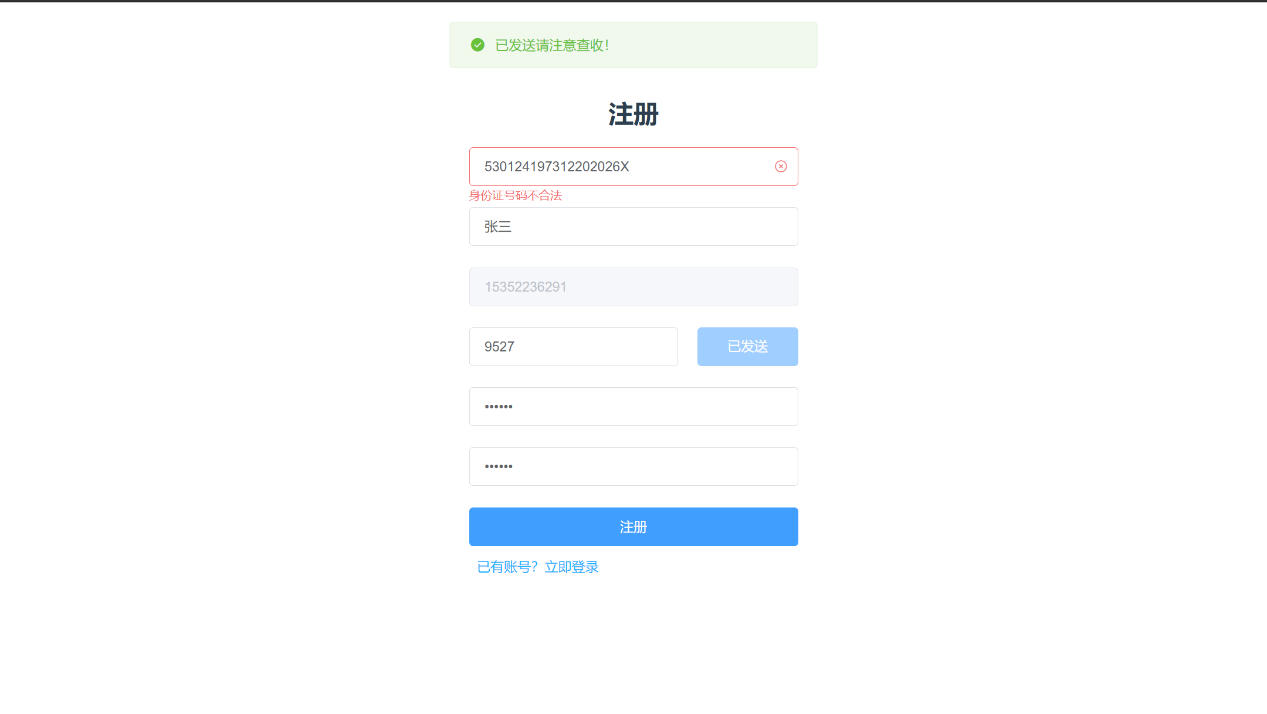 已发送请注意查收！
注册
530124197312202026X
身份证号码不合法
张三
15352236291
9527
已发送
••••••
••••••
注册
已有账号？立即登录